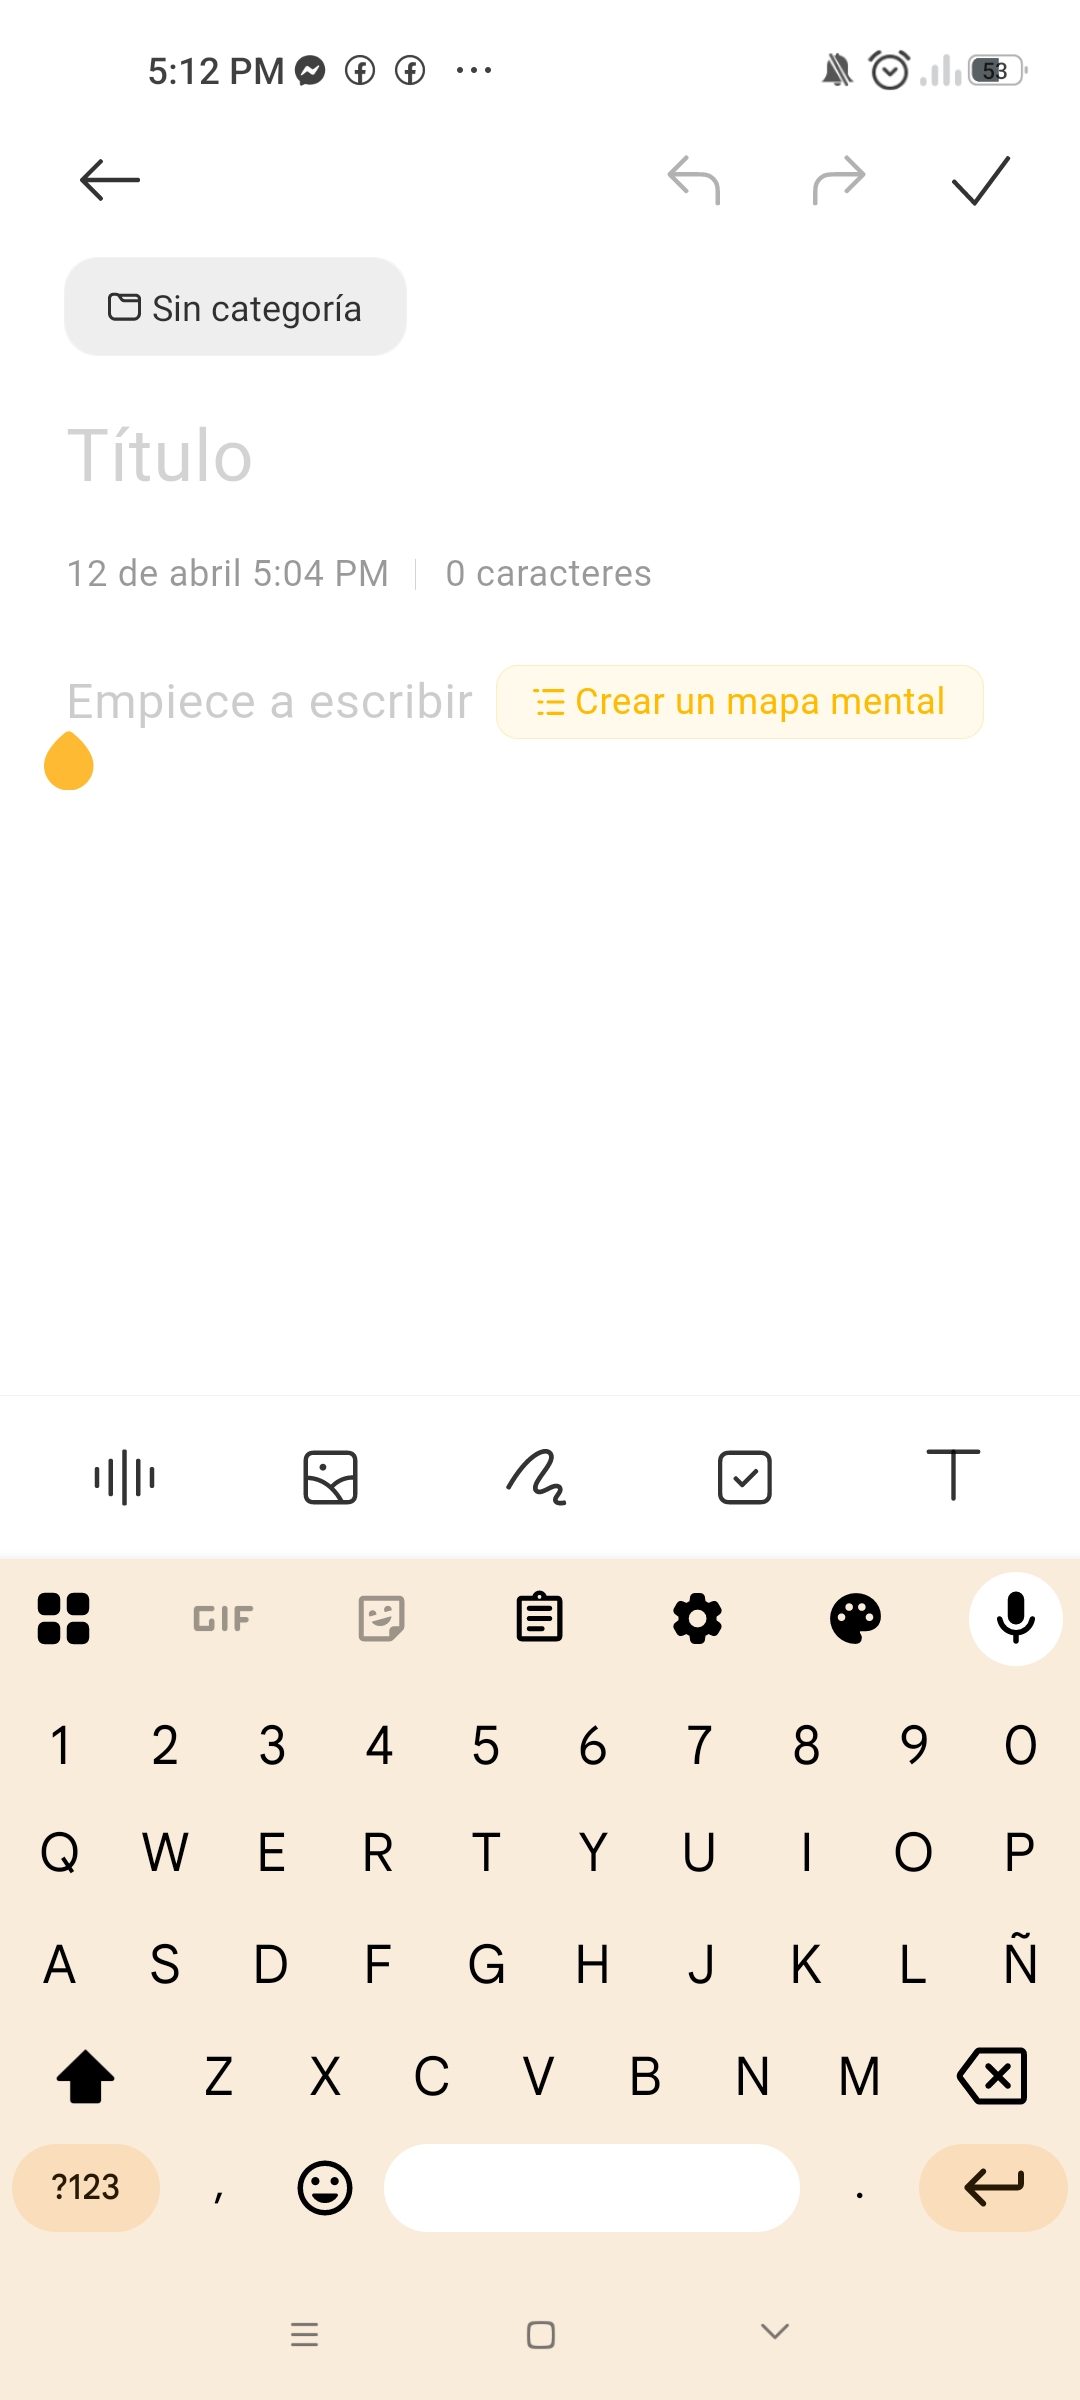 5:12 PM 53
Sin categoría
Título
12 de abril 5:04 PM | 0 caracteres
Empiece a escribir Crear un mapa mental
GIF
1 2 3 4 5 6 7 8 9 0
Q W E R T Y U I O P
A S D F G H J K L Ñ
Z X C V B N M
?123 , .